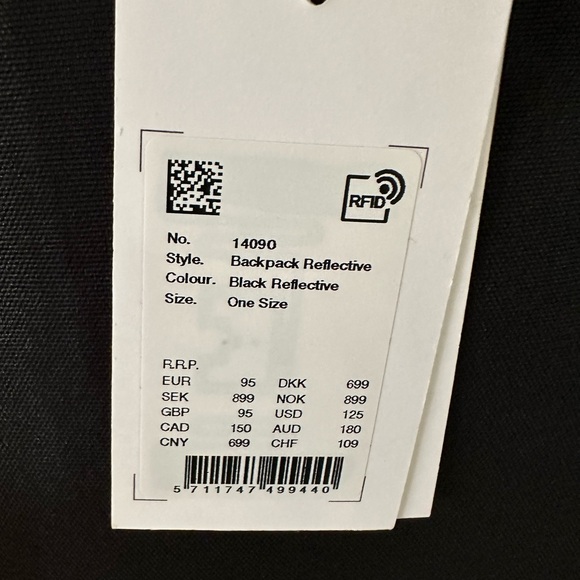 RFID
No. 14090
Style. Backpack Reflective
Colour. Black Reflective
Size. One Size
R.R.P.
EUR 95 DKK 699
SEK 899 NOK 899
GBP 95 USD 125
CAD 150 AUD 180
CNY 699 CHF 109
5 711747 499440